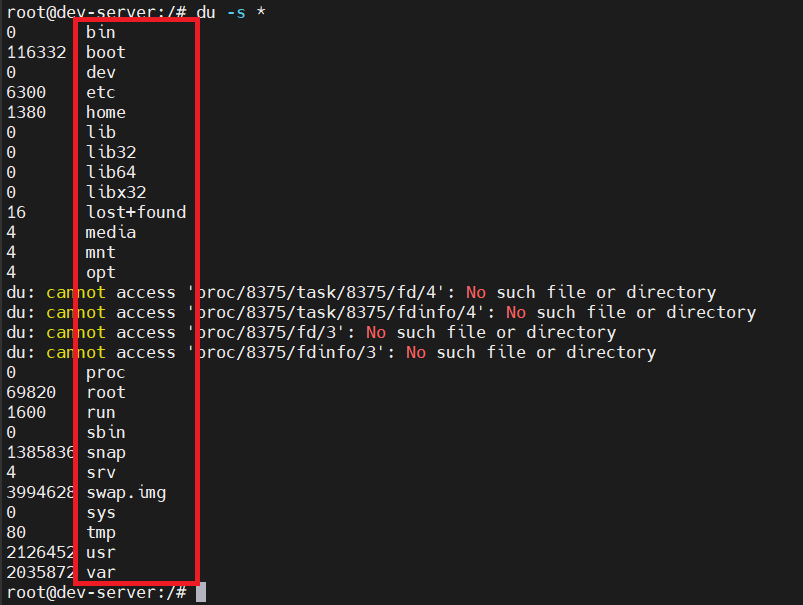 root@dev-server:/# du -s *
0 bin
116332 boot
0 dev
6300 etc
1380 home
0 lib
0 lib32
0 lib64
0 libx32
16 lost+found
4 media
4 mnt
4 opt
du: cannot access 'proc/8375/task/8375/fd/4': No such file or directory
du: cannot access 'proc/8375/task/8375/fdinfo/4': No such file or directory
du: cannot access 'proc/8375/fd/3': No such file or directory
du: cannot access 'proc/8375/fdinfo/3': No such file or directory
0 proc
69820 root
1600 run
0 sbin
1385836 snap
4 srv
3994628 swap.img
0 sys
80 tmp
2126452 usr
2035872 var
root@dev-server:/#